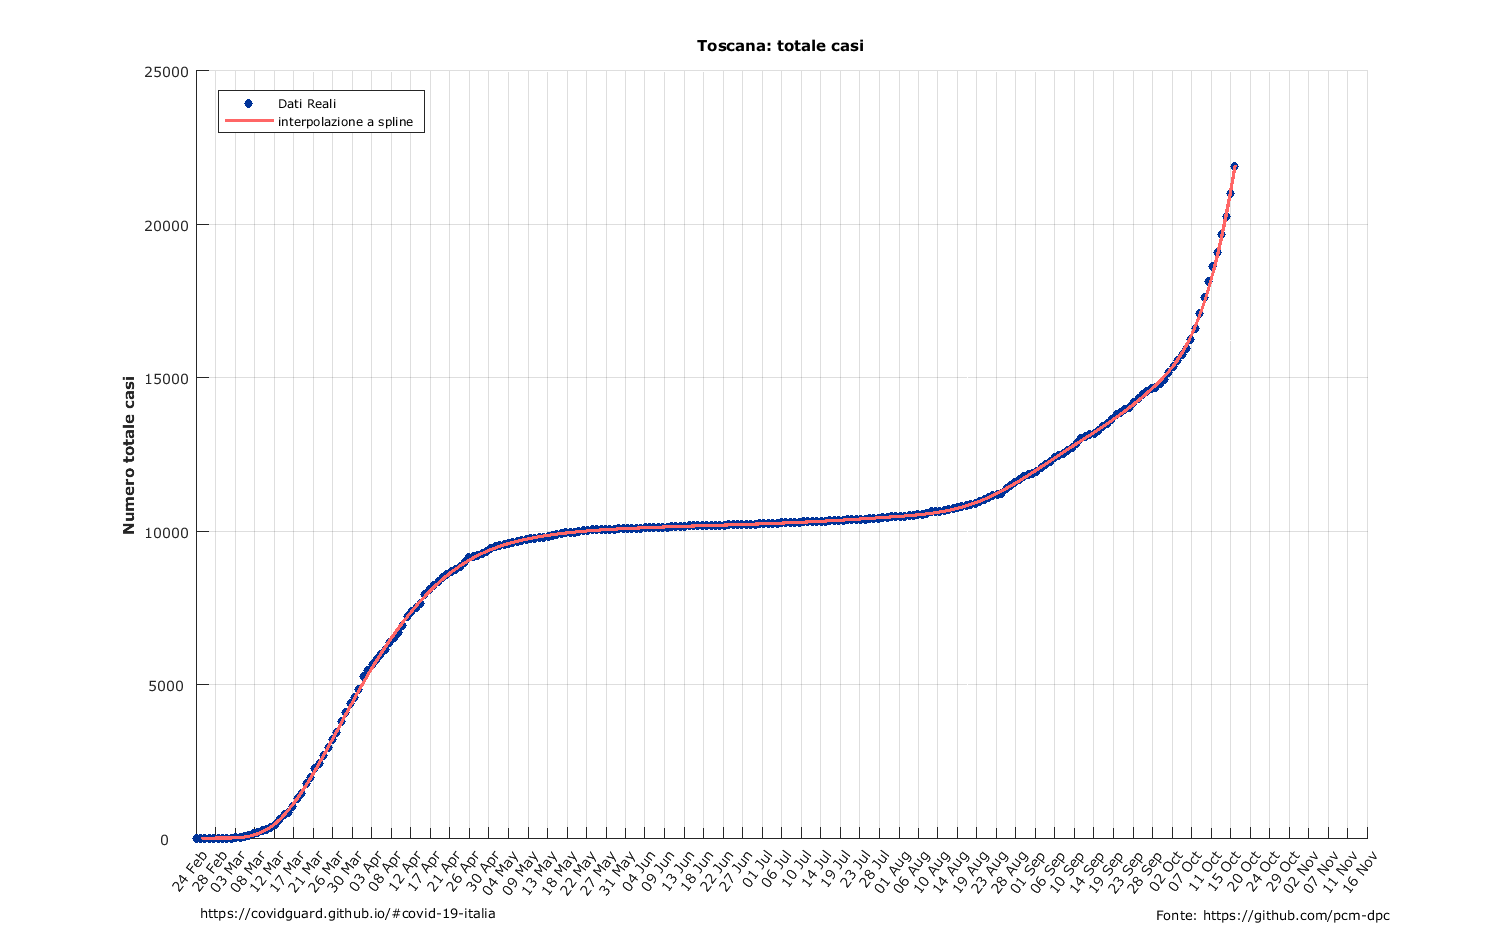 Toscana: totale casi
25000
20000
15000
10000
5000
0
Numero totale casi
Dati Reali
interpolazione a spline
24 Feb
28 Feb
03 Mar
08 Mar
12 Mar
17 Mar
21 Mar
26 Mar
30 Mar
03 Apr
08 Apr
12 Apr
17 Apr
21 Apr
26 Apr
30 Apr
04 May
09 May
13 May
18 May
22 May
27 May
31 May
04 Jun
09 Jun
13 Jun
18 Jun
22 Jun
27 Jun
01 Jul
06 Jul
10 Jul
14 Jul
19 Jul
23 Jul
28 Jul
01 Aug
06 Aug
10 Aug
14 Aug
19 Aug
23 Aug
28 Aug
01 Sep
06 Sep
10 Sep
14 Sep
19 Sep
23 Sep
28 Sep
02 Oct
07 Oct
11 Oct
15 Oct
20 Oct
24 Oct
29 Oct
02 Nov
07 Nov
11 Nov
16 Nov
https://covidguard.github.io/#covid-19-italia
Fonte: https://github.com/pcm-dpc